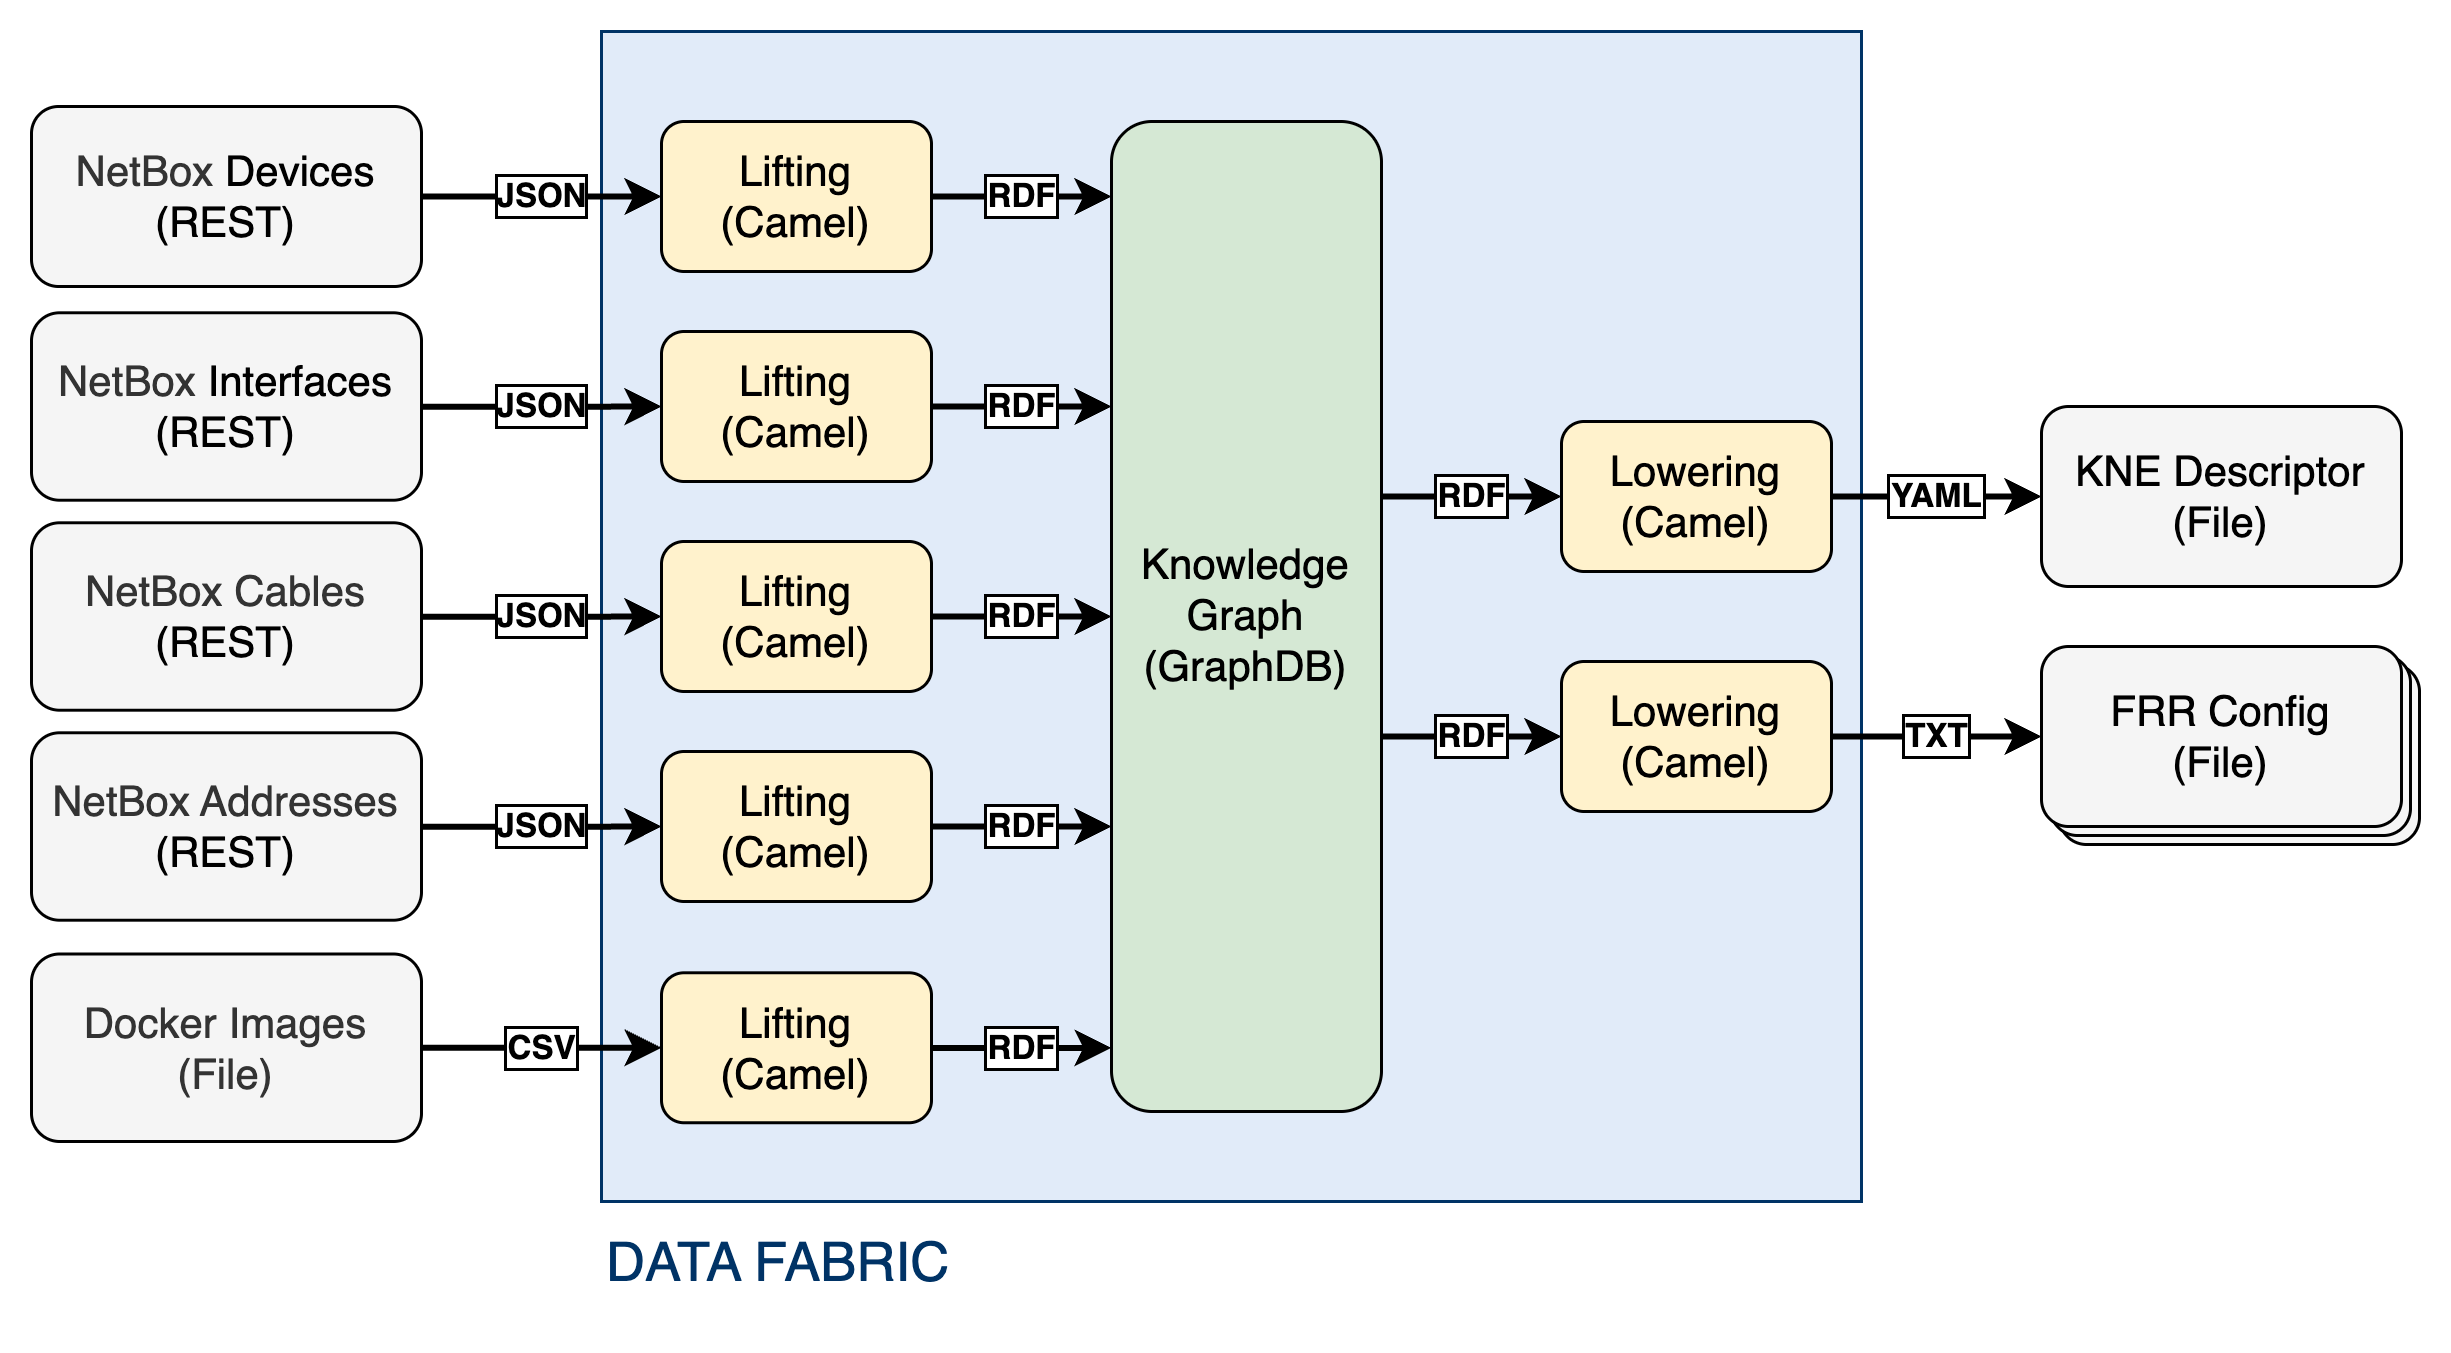 NetBox Devices
(REST)
JSON
Lifting
(Camel)
RDF
NetBox Interfaces
(REST)
JSON
Lifting
(Camel)
RDF
NetBox Cables
(REST)
JSON
Lifting
(Camel)
RDF
NetBox Addresses
(REST)
JSON
Lifting
(Camel)
RDF
Docker Images
(File)
CSV
Lifting
(Camel)
RDF
Knowledge
Graph
(GraphDB)
RDF
Lowering
(Camel)
YAML
KNE Descriptor
(File)
RDF
Lowering
(Camel)
TXT
FRR Config
(File)
DATA FABRIC